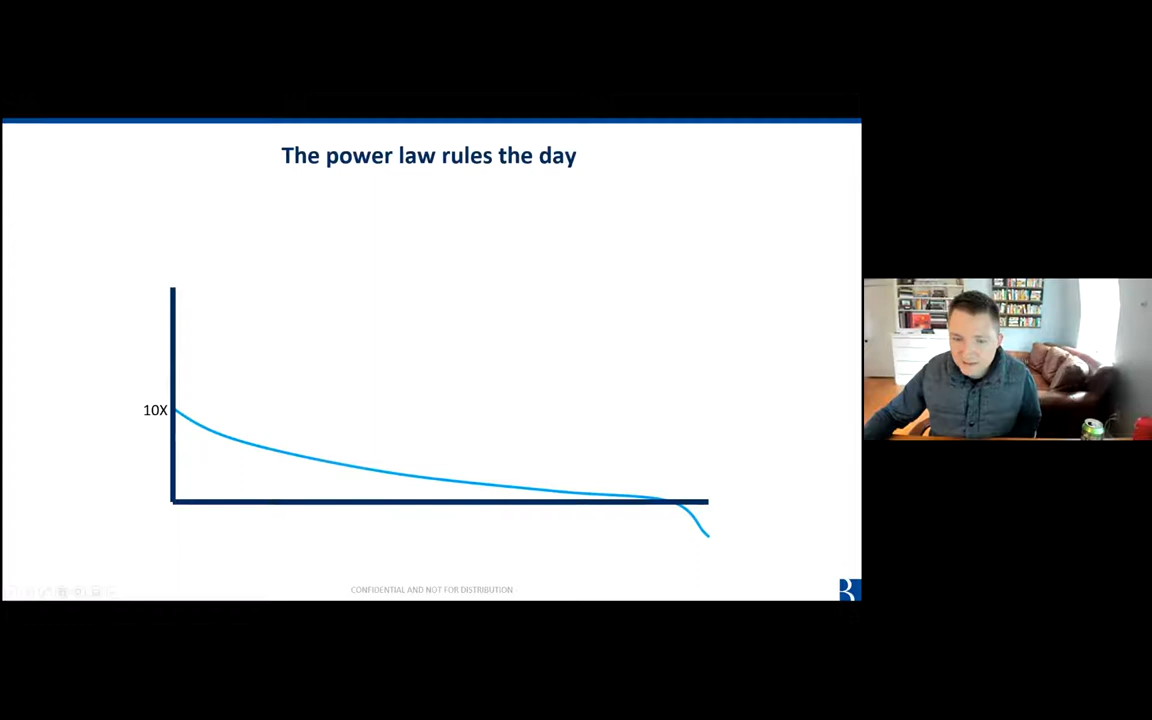 The power law rules the day
10X
CONFIDENTIAL AND NOT FOR DISTRIBUTION